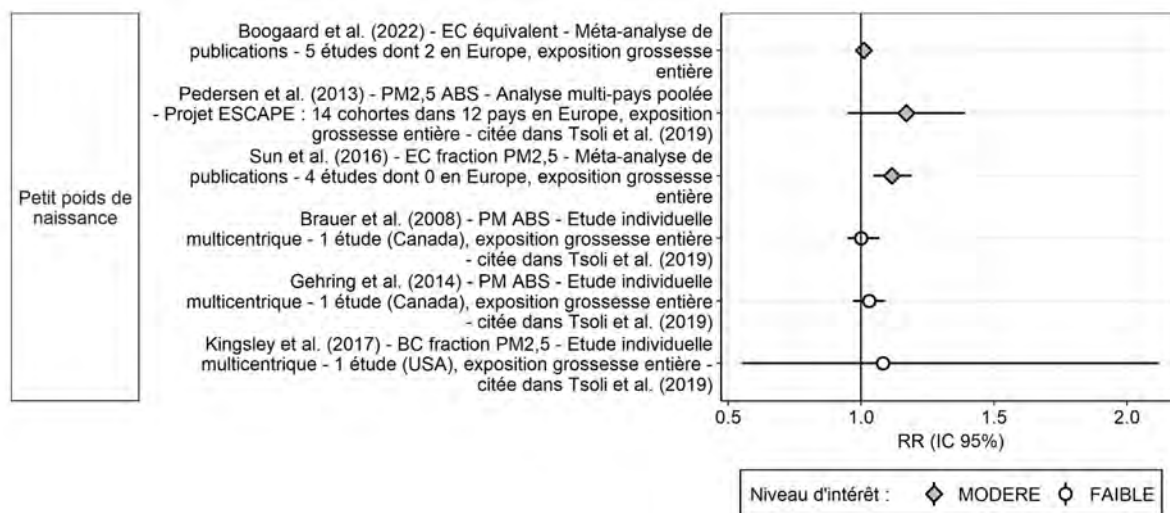 Petit poids de
naissance
Boogaard et al. (2022) - EC équivalent - Méta-analyse de
publications - 5 études dont 2 en Europe, exposition grossesse
entière
Pedersen et al. (2013) - PM2,5 ABS - Analyse multi-pays poolée
- Projet ESCAPE : 14 cohortes dans 12 pays en Europe, exposition
grossesse entière - citée dans Tsoli et al. (2019)
Sun et al. (2016) - EC fraction PM2,5 - Méta-analyse de
publications - 4 études dont 0 en Europe, exposition grossesse
entière
Brauer et al. (2008) - PM ABS - Etude individuelle
multicentrique - 1 étude (Canada), exposition grossesse entière
- citée dans Tsoli et al. (2019)
Gehring et al. (2014) - PM ABS - Etude individuelle
multicentrique - 1 étude (Canada), exposition grossesse entière
- citée dans Tsoli et al. (2019)
Kingsley et al. (2017) - BC fraction PM2,5 - Etude individuelle
multicentrique - 1 étude (USA), exposition grossesse entière -
citée dans Tsoli et al. (2019)
0.5 1.0 1.5 2.0
RR (IC 95%)
Niveau d'intérêt : MODERE FAIBLE